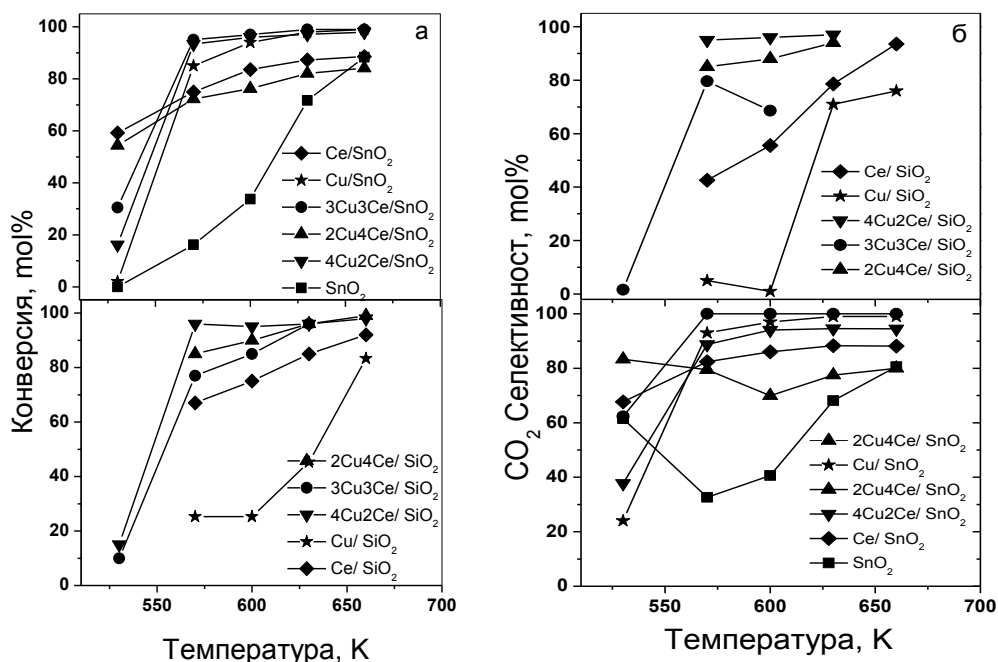 а
100
80
60
40
20
0
Ce/SnO₂
Cu/SnO₂
3Cu3Ce/SnO₂
2Cu4Ce/SnO₂
4Cu2Ce/SnO₂
SnO₂
100
80
60
40
20
0
2Cu4Ce/ SiO₂
3Cu3Ce/ SiO₂
4Cu2Ce/ SiO₂
Cu/ SiO₂
Ce/ SiO₂
550 600 650 700
Температура, K
Конверсия, mol%
б
100
80
60
40
20
0
Ce/ SiO₂
Cu/ SiO₂
4Cu2Ce/ SiO₂
3Cu3Ce/ SiO₂
2Cu4Ce/ SiO₂
100
80
60
40
20
0
2Cu4Ce/ SnO₂
Cu/ SnO₂
2Cu4Ce/ SnO₂
4Cu2Ce/ SnO₂
Ce/ SnO₂
SnO₂
550 600 650 700
Температура, K
CO₂ Селективност, mol%